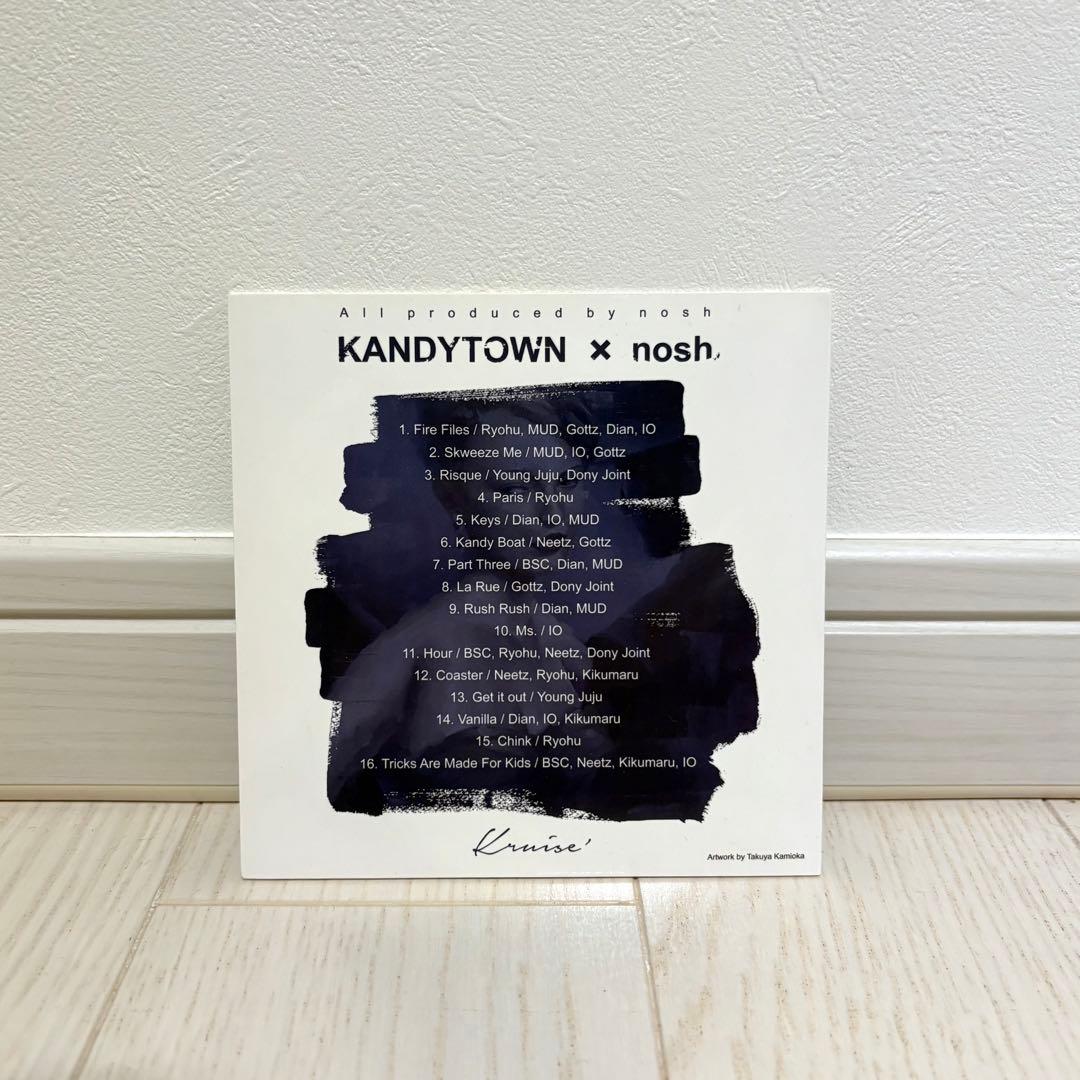 All produced by nosh
KANDYTOWN × nosh.
1. Fire Files / Ryohu, MUD, Gottz, Dian, IO
2. Skweeze Me / MUD, IO, Gottz
3. Risque / Young Juju, Dony Joint
4. Paris / Ryohu
5. Keys / Dian, IO, MUD
6. Kandy Boat / Neetz, Gottz
7. Part Three / BSC, Dian, MUD
8. La Rue / Gottz, Dony Joint
9. Rush Rush / Dian, MUD
10. Ms. / IO
11. Hour / BSC, Ryohu, Neetz, Dony Joint
12. Coaster / Neetz, Ryohu, Kikumaru
13. Get it out / Young Juju
14. Vanilla / Dian, IO, Kikumaru
15. Chink / Ryohu
16. Tricks Are Made For Kids / BSC, Neetz, Kikumaru, IO
Kruise'
Artwork by Takuya Kamioka